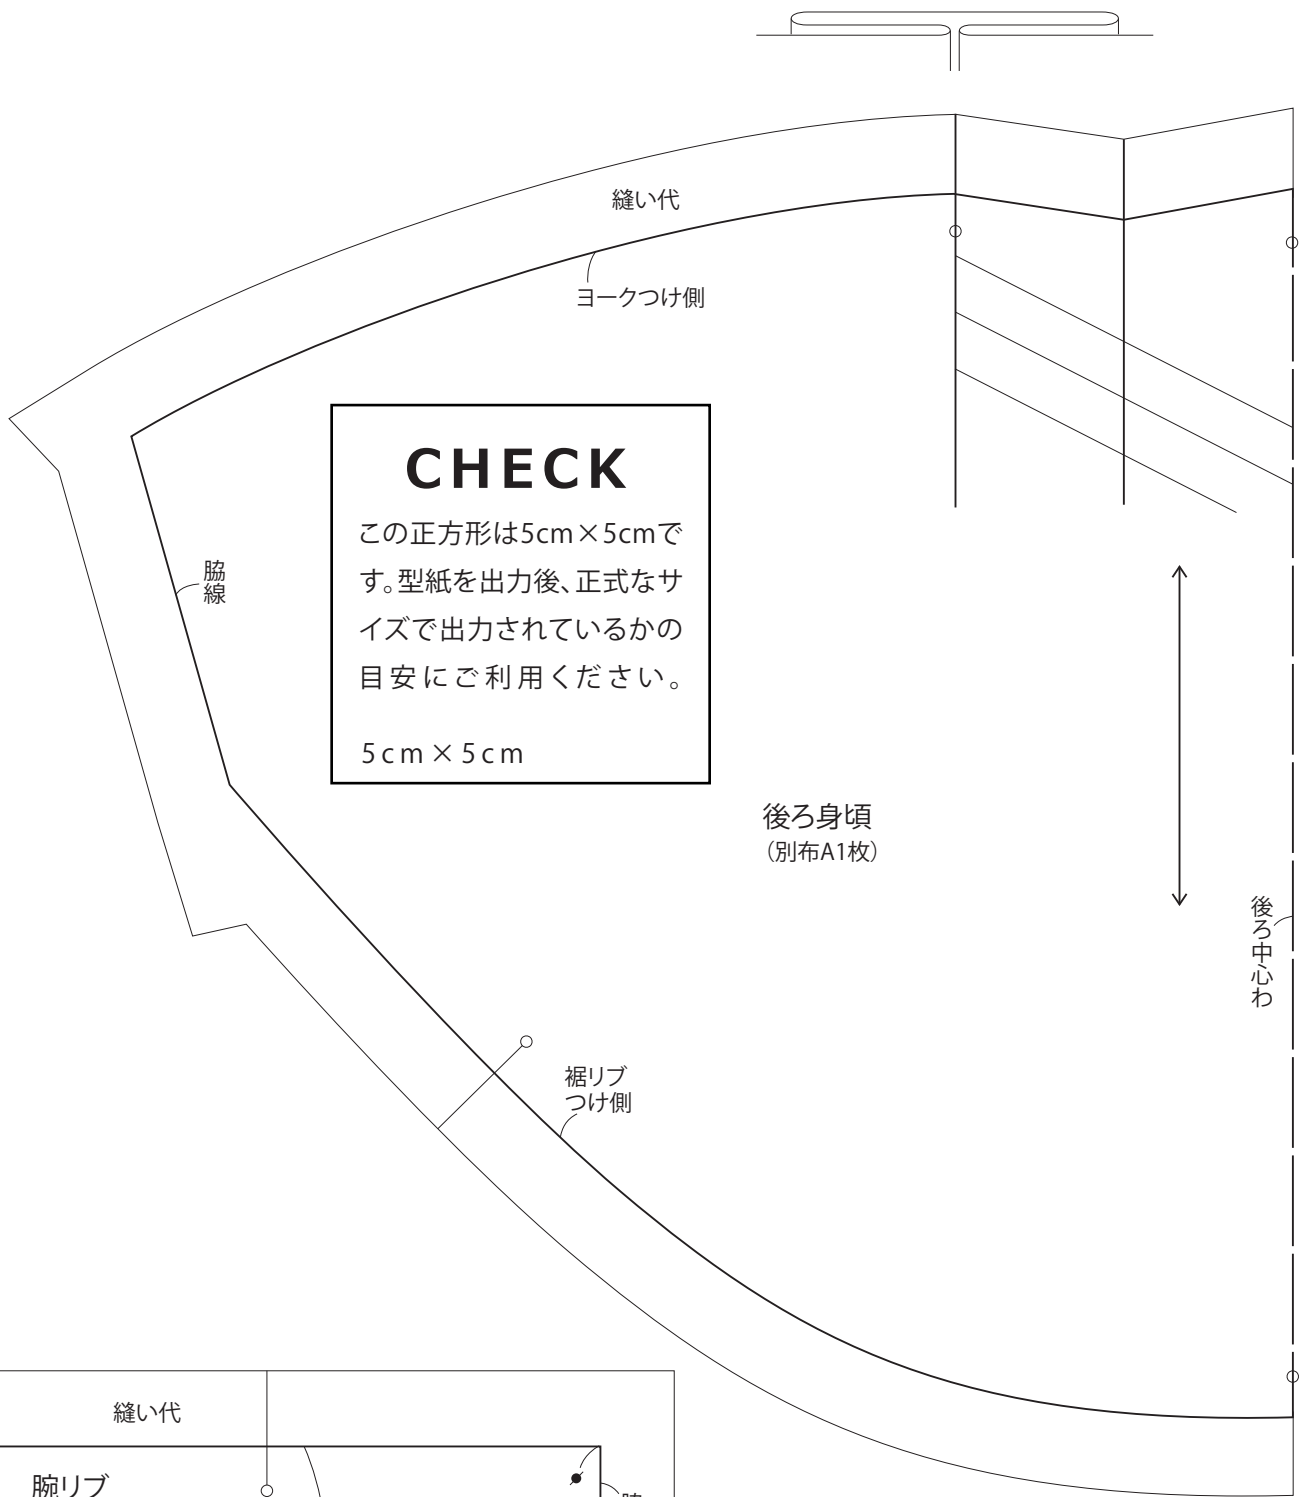 縫い代
ヨークつけ側
CHECK
この正方形は5cm×5cmで
す。型紙を出力後、正式なサ
イズで出力されているかの
目安にご利用ください。
5cm×5cm
脇線
後ろ身頃
（別布A1枚）
後ろ中心わ
裾リブ
つけ側
縫い代
腕リブ